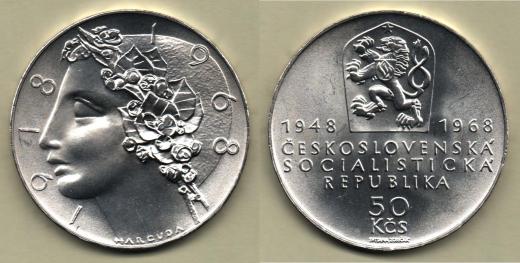 1918 1968
HARCUBA
1948 1968
ČESKOSLOVENSKÁ
SOCIALISTICKÁ
REPUBLIKA
50
Kčs